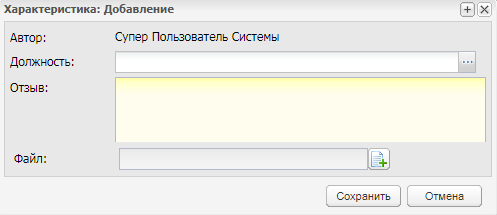 Характеристика: Добавление
Автор: Супер Пользователь Системы
Должность:
Отзыв:
Файл:
Сохранить Отмена